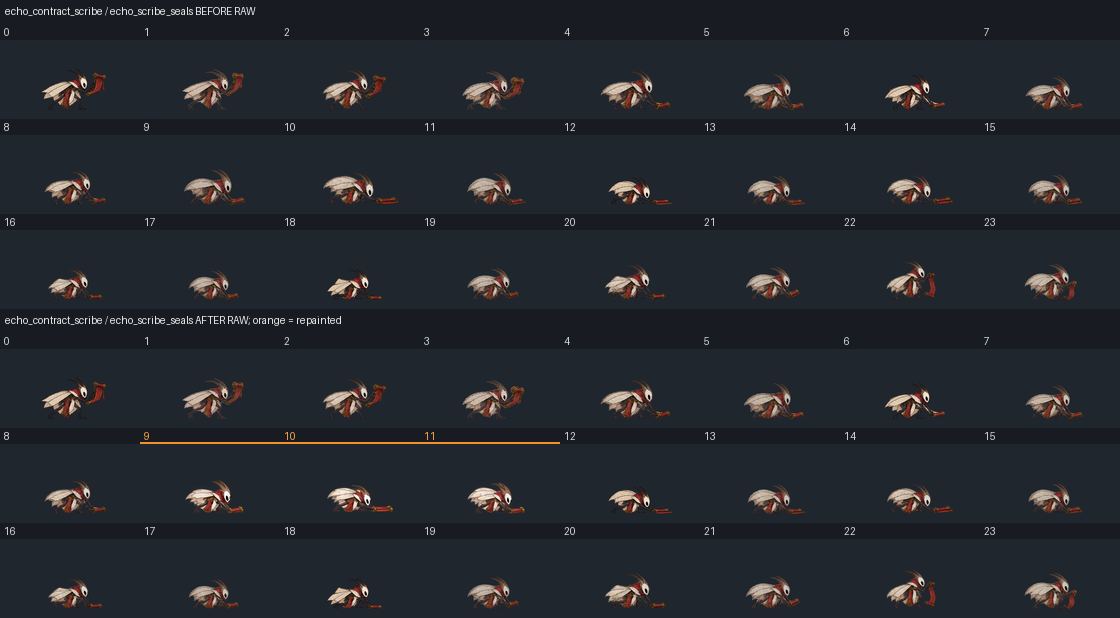 echo_contract_scribe / echo_scribe_seals BEFORE RAW
0 1 2 3 4 5 6 7
8 9 10 11 12 13 14 15
16 17 18 19 20 21 22 23
echo_contract_scribe / echo_scribe_seals AFTER RAW; orange = repainted
0 1 2 3 4 5 6 7
8 9 10 11 12 13 14 15
16 17 18 19 20 21 22 23